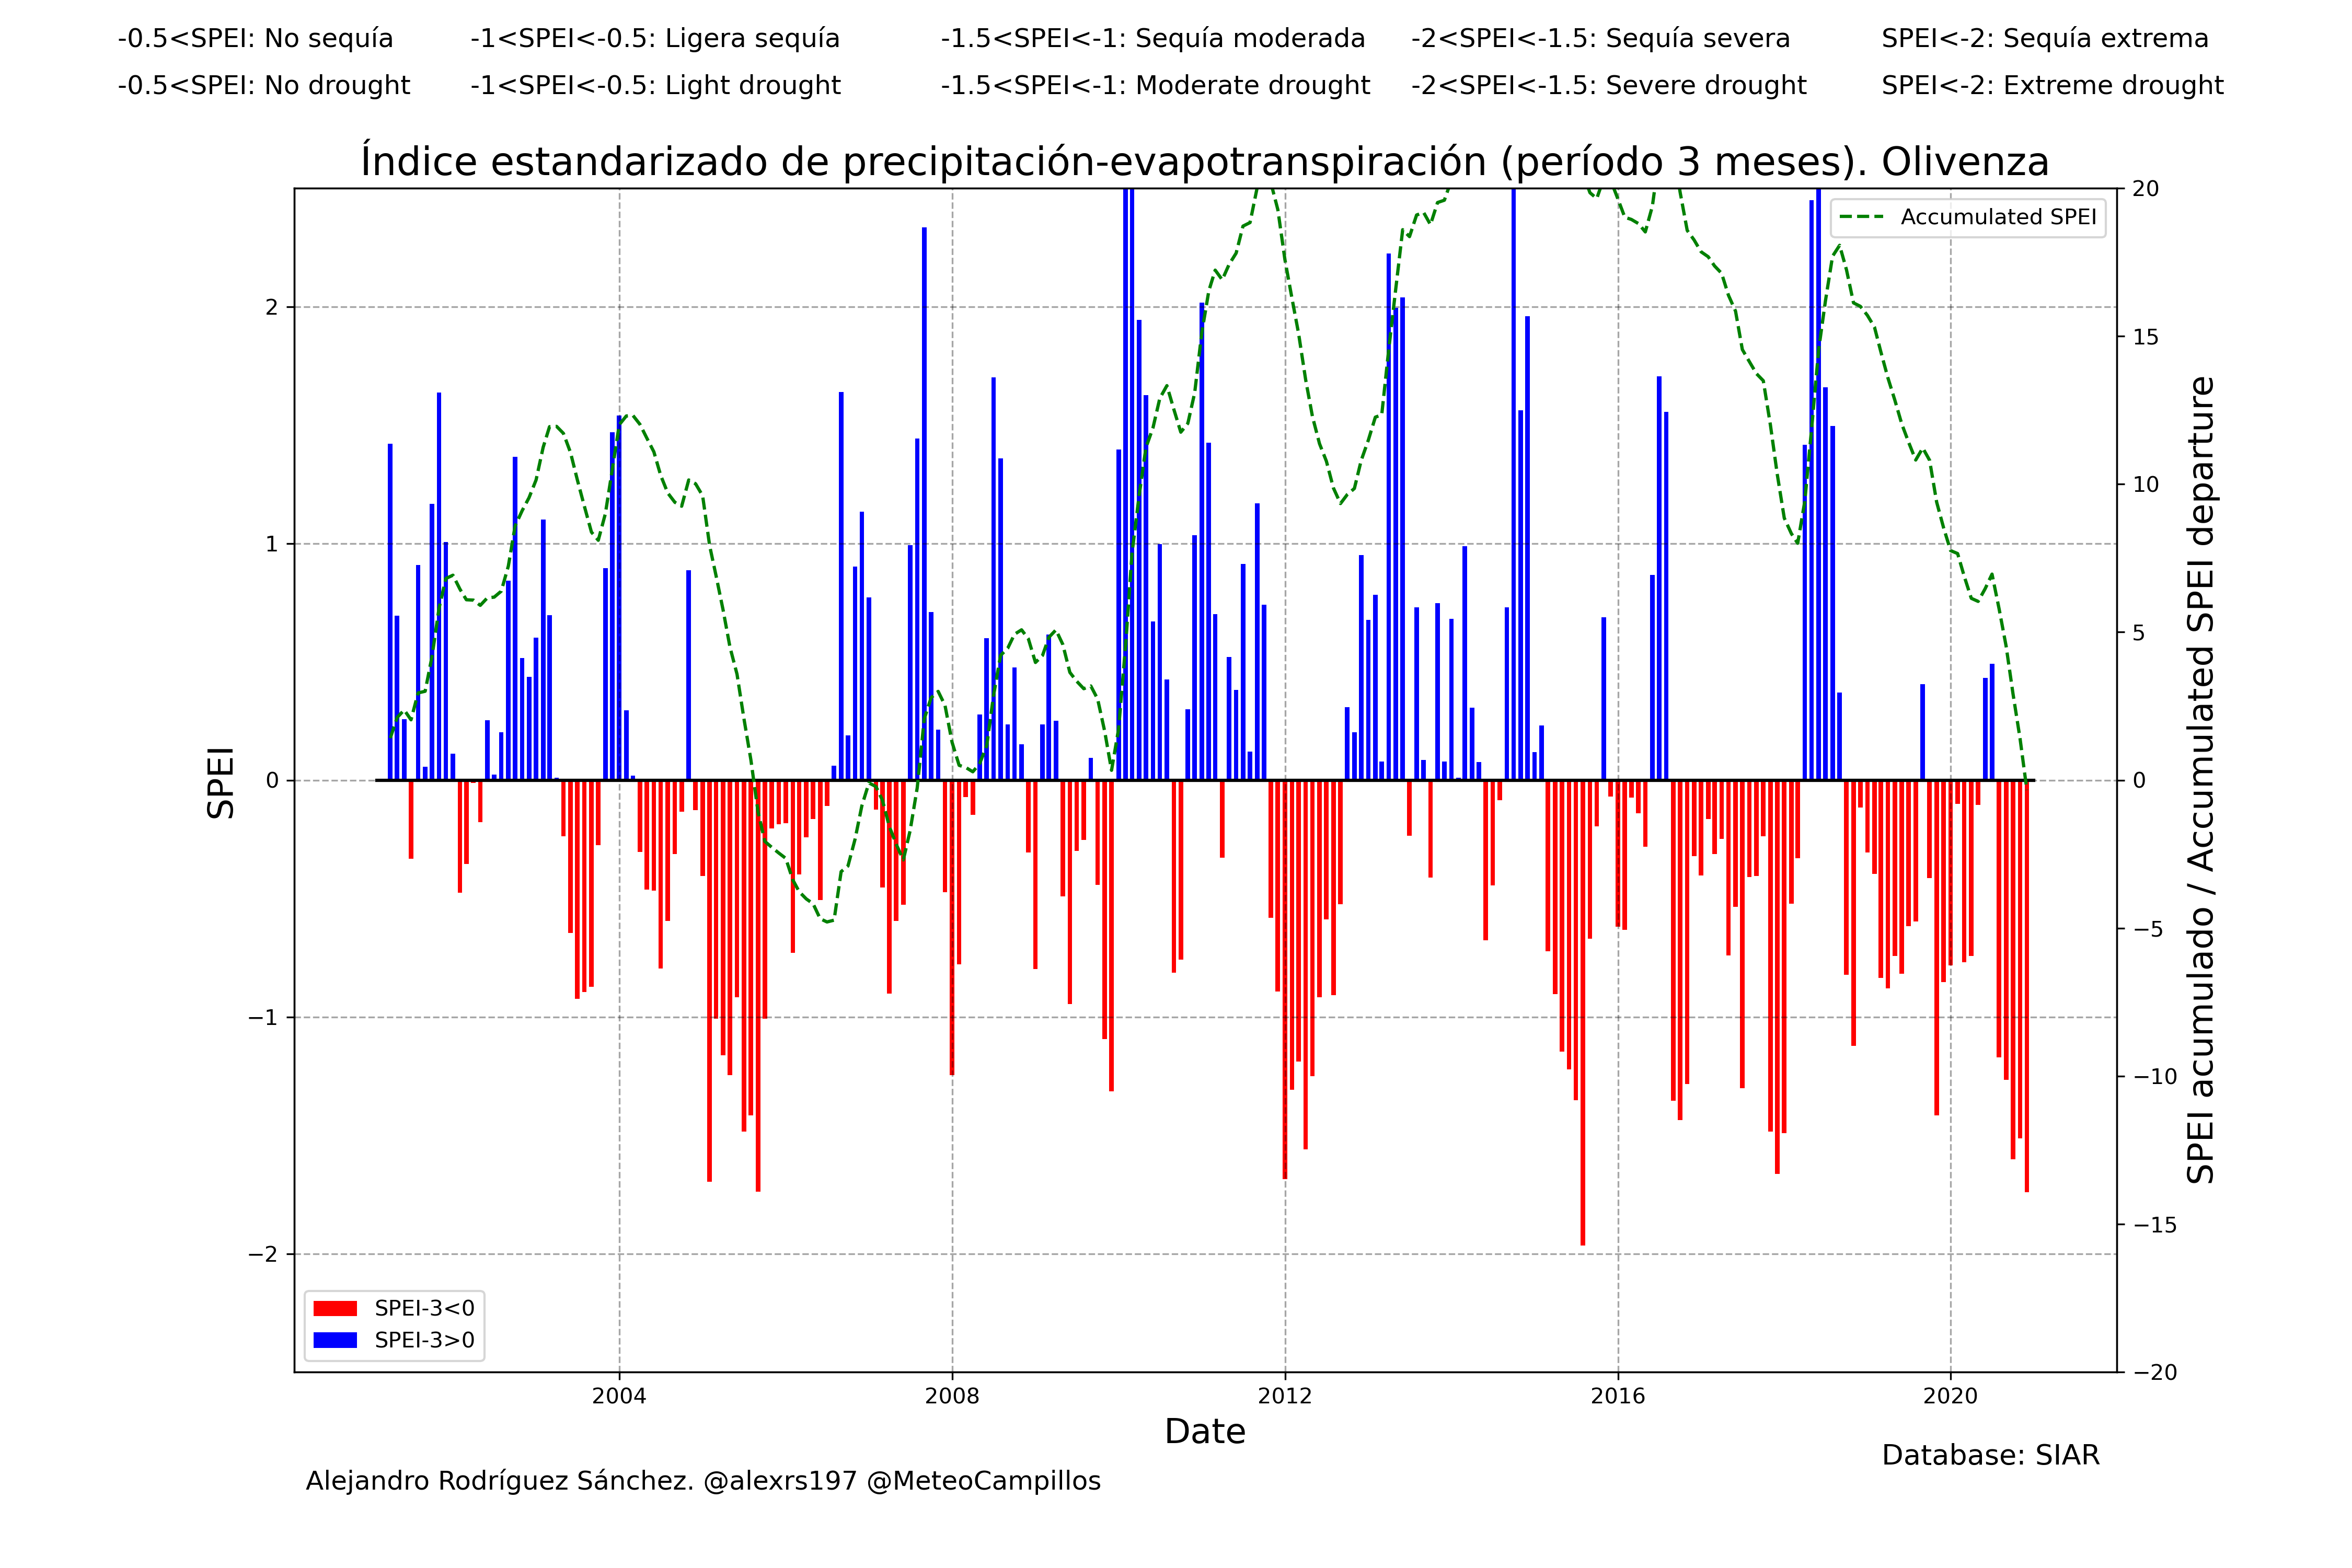 -0.5<SPEI: No sequía -1<SPEI<-0.5: Ligera sequía -1.5<SPEI<-1: Sequía moderada -2<SPEI<-1.5: Sequía severa SPEI<-2: Sequía extrema
-0.5<SPEI: No drought -1<SPEI<-0.5: Light drought -1.5<SPEI<-1: Moderate drought -2<SPEI<-1.5: Severe drought SPEI<-2: Extreme drought
Índice estandarizado de precipitación-evapotranspiración (período 3 meses). Olivenza
SPEI
2
1
0
−1
−2
Accumulated SPEI
20
15
10
5
0
−5
−10
−15
−20
SPEI acumulado / Accumulated SPEI departure
SPEI-3<0
SPEI-3>0
2004 2008 2012 2016 2020
Date
Database: SIAR
Alejandro Rodríguez Sánchez. @alexrs197 @MeteoCampillos